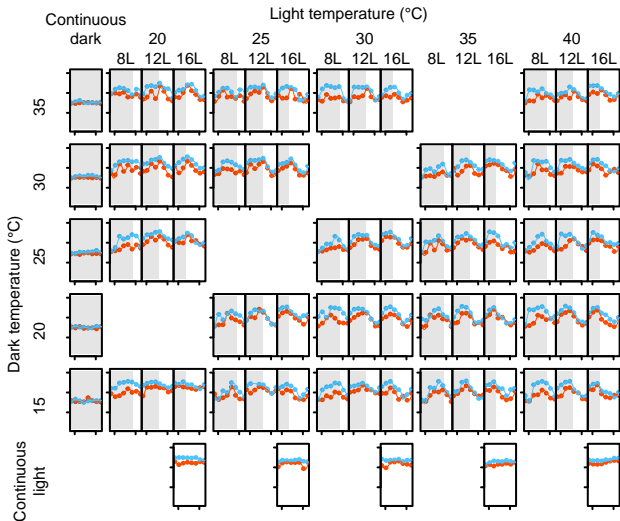 Light temperature (°C)
Continuous
dark
20 25 30 35 40
8L 12L 16L 8L 12L 16L 8L 12L 16L 8L 12L 16L 8L 12L 16L
Dark temperature (°C)
35
30
25
20
15
Continuous
light